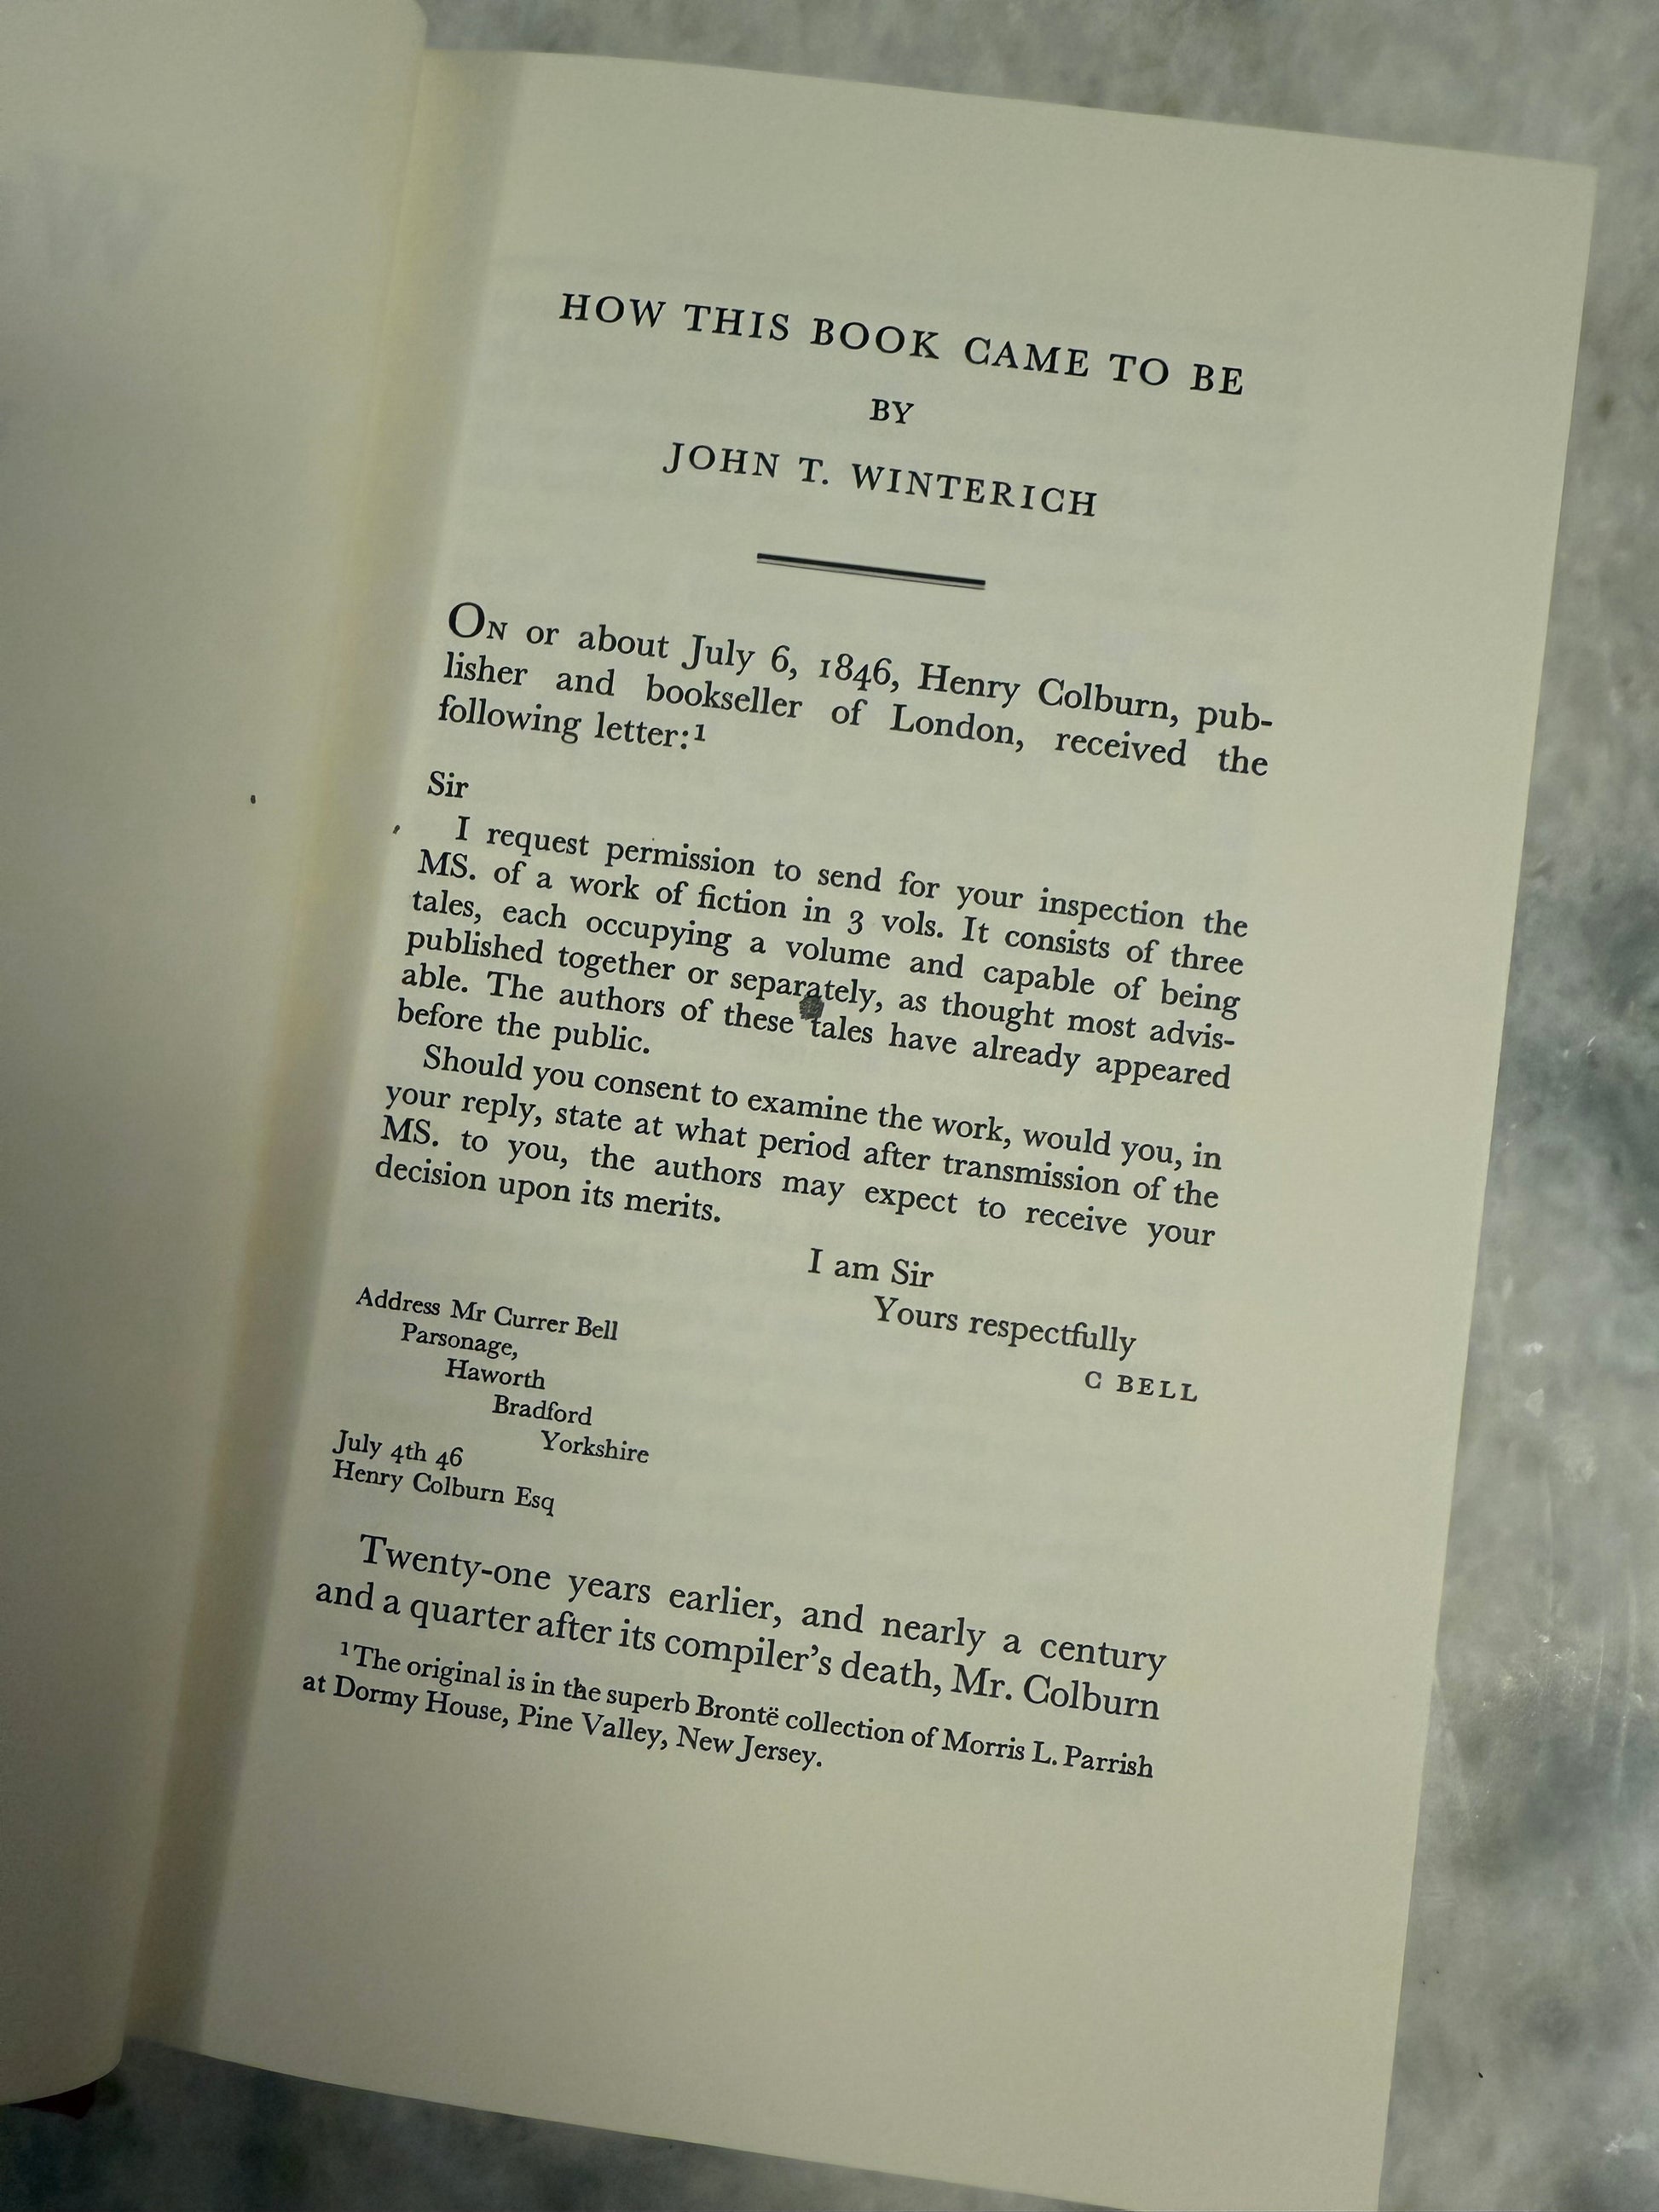 HOW THIS BOOK CAME TO BE
BY
JOHN T. WINTERICH
ON or about July 6, 1846, Henry Colburn, pub-
lisher and bookseller of London, received the
following letter:¹
Sir
I request permission to send for your inspection the
MS. of a work of fiction in 3 vols. It consists of three
tales, each occupying a volume and capable of being
published together or separately, as thought most advis-
able. The authors of these tales have already appeared
before the public.
Should you consent to examine the work, would you, in
your reply, state at what period after transmission of the
MS. to you, the authors may expect to receive your
decision upon its merits.
I am Sir
Yours respectfully
C BELL
Address Mr Currer Bell
Parsonage,
Haworth
Bradford
Yorkshire
July 4th 46
Henry Colburn Esq
Twenty-one years earlier, and nearly a century
and a quarter after its compiler's death, Mr. Colburn
¹The original is in the superb Brontë collection of Morris L. Parrish
at Dormy House, Pine Valley, New Jersey.